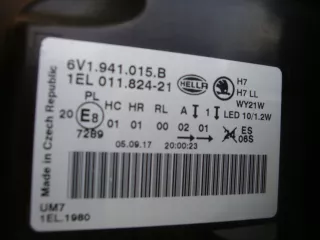 6V1.941.015.B
1EL 011.824-21
HELLA
H7
H7 LL
WY21W
LED 10/1.2W
PL HC HR RL A 1
20 E8 01 01 00 02 01 24 ES
06S
7289
05.09.17 20:00:23
Made in Czech Republic
UM7
1EL.1980